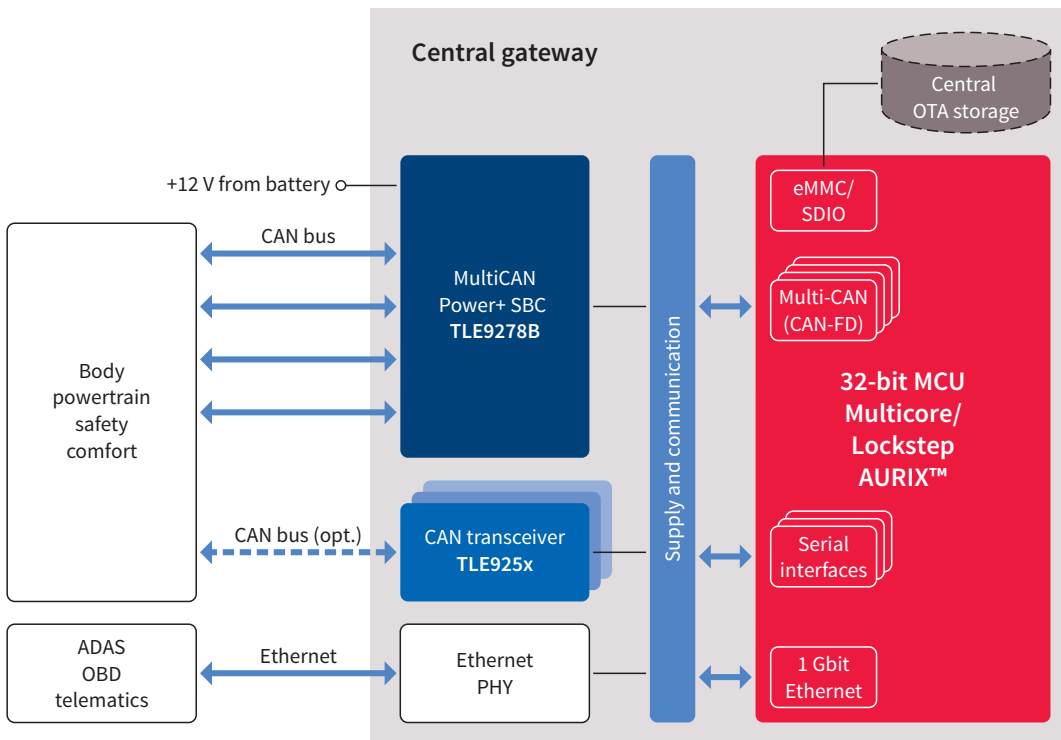 Central gateway
Central
OTA storage
+12 V from battery
CAN bus
Body
powertrain
safety
comfort
CAN bus (opt.)
ADAS
OBD
telematics
Ethernet
MultiCAN
Power+ SBC
TLE9278B
CAN transceiver
TLE925x
Ethernet
PHY
Supply and communication
eMMC/
SDIO
Multi-CAN
(CAN-FD)
32-bit MCU
Multicore/
Lockstep
AURIX™
Serial
interfaces
1 Gbit
Ethernet